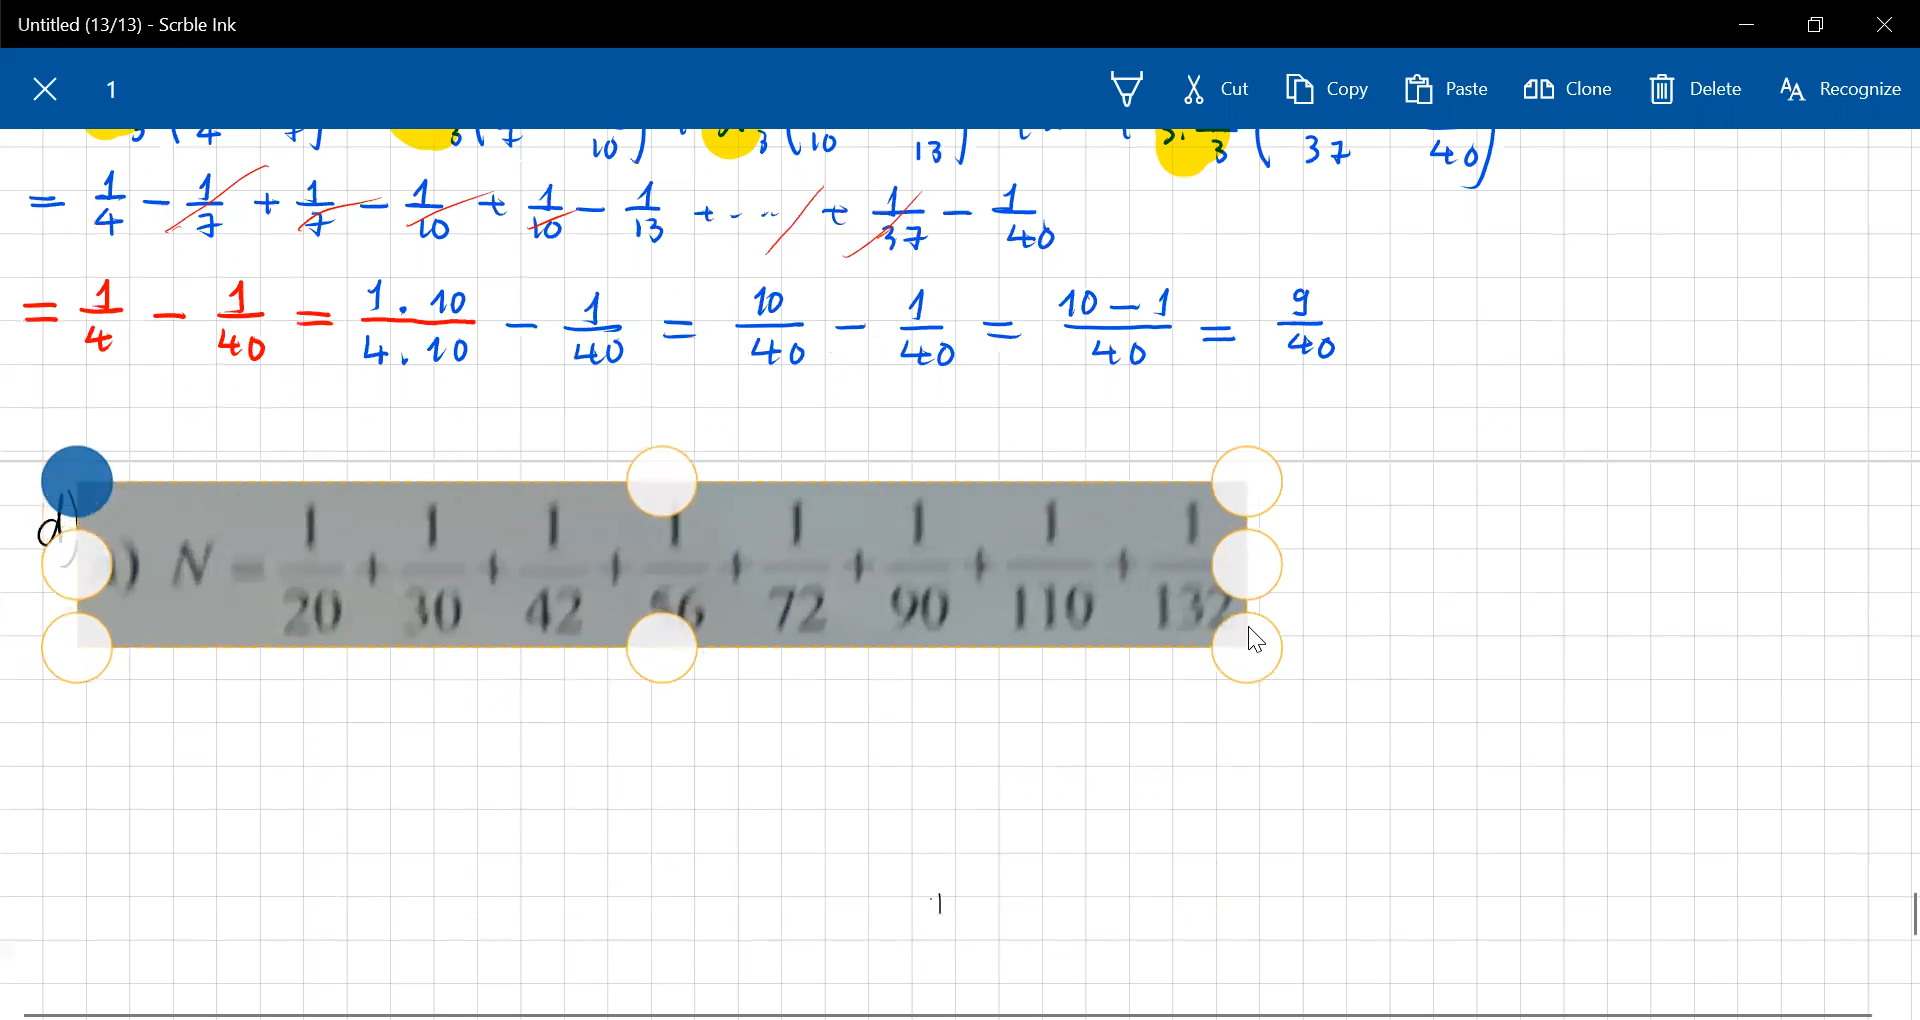 Untitled (13/13) - Scrble Ink
1 Cut Copy Paste Clone Delete Recognize
= 1/4 - 1/7 + 1/7 - 1/10 + 1/10 - 1/13 + ... + 1/37 - 1/40
= 1/4 - 1/40 = 1 . 10/4 . 10 - 1/40 = 10/40 - 1/40 = 10 - 1/40 = 9/40
d) N = 1/20 + 1/30 + 1/42 + 1/56 + 1/72 + 1/90 + 1/110 + 1/132